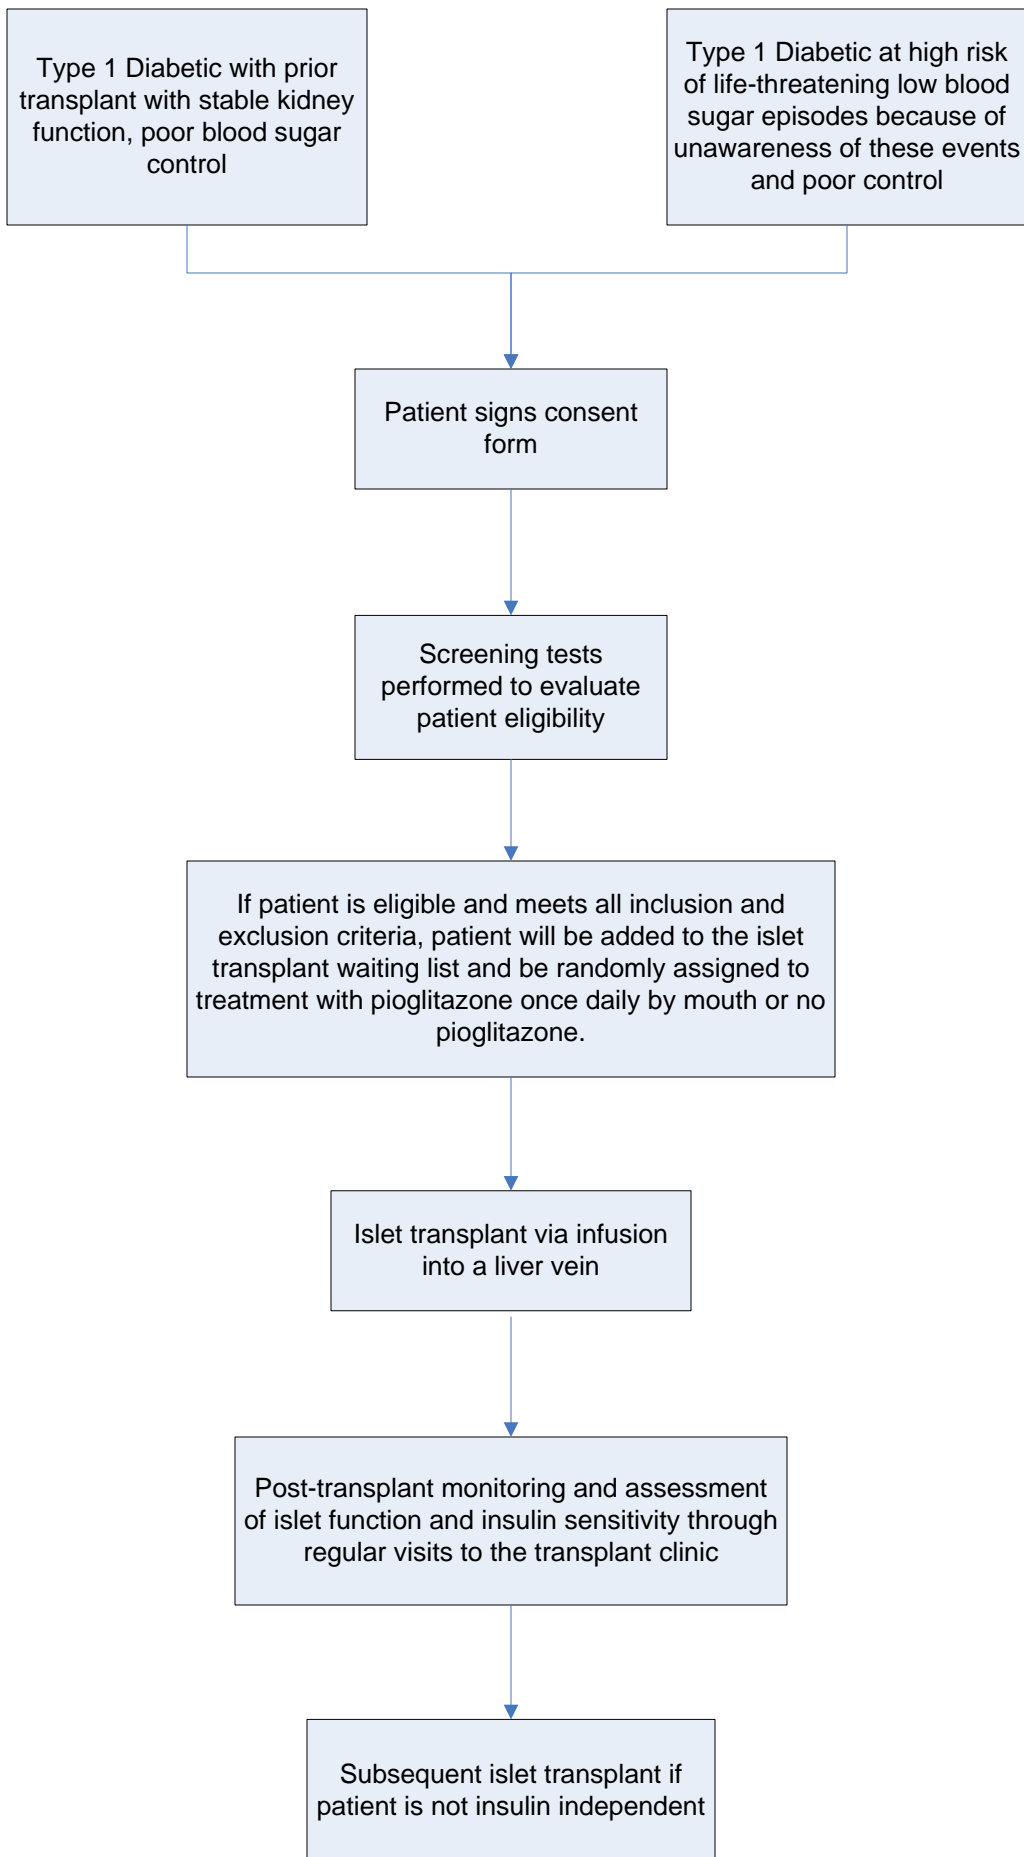 Type 1 Diabetic with prior
transplant with stable kidney
function, poor blood sugar
control
Type 1 Diabetic at high risk
of life-threatening low blood
sugar episodes because of
unawareness of these events
and poor control
Patient signs consent
form
Screening tests
performed to evaluate
patient eligibility
If patient is eligible and meets all inclusion and
exclusion criteria, patient will be added to the islet
transplant waiting list and be randomly assigned to
treatment with pioglitazone once daily by mouth or no
pioglitazone.
Islet transplant via infusion
into a liver vein
Post-transplant monitoring and assessment
of islet function and insulin sensitivity through
regular visits to the transplant clinic
Subsequent islet transplant if
patient is not insulin independent